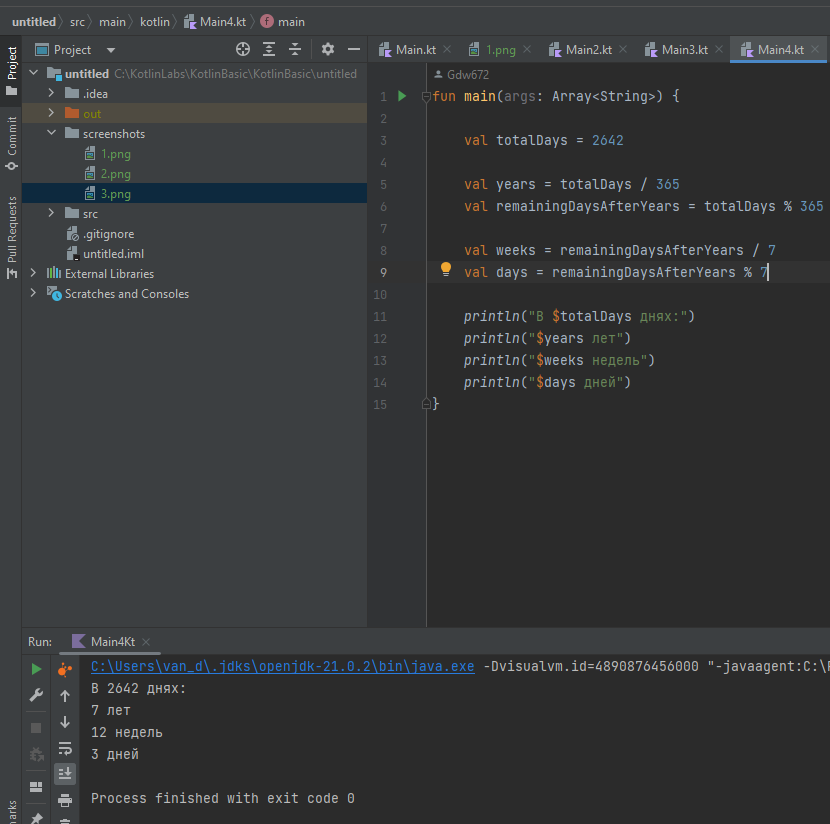 untitled src main kotlin Main4.kt f main
Project
Commit
Pull Requests
Project
untitled C:\KotlinLabs\KotlinBasic\KotlinBasic\untitled
.idea
out
screenshots
1.png
2.png
3.png
src
.gitignore
untitled.iml
External Libraries
Scratches and Consoles
Main.kt 1.png Main2.kt Main3.kt Main4.kt
Gdw672
1 fun main(args: Array<String>) {
2
3 val totalDays = 2642
4
5 val years = totalDays / 365
6 val remainingDaysAfterYears = totalDays % 365
7
8 val weeks = remainingDaysAfterYears / 7
9 val days = remainingDaysAfterYears % 7
10
11 println("В $totalDays днях:")
12 println("$years лет")
13 println("$weeks недель")
14 println("$days дней")
15 }
Run: Main4Kt
C:\Users\van_d\.jdks\openjdk-21.0.2\bin\java.exe -Dvisualvm.id=4890876456000 "-javaagent:C:\
В 2642 днях:
7 лет
12 недель
3 дней
Process finished with exit code 0